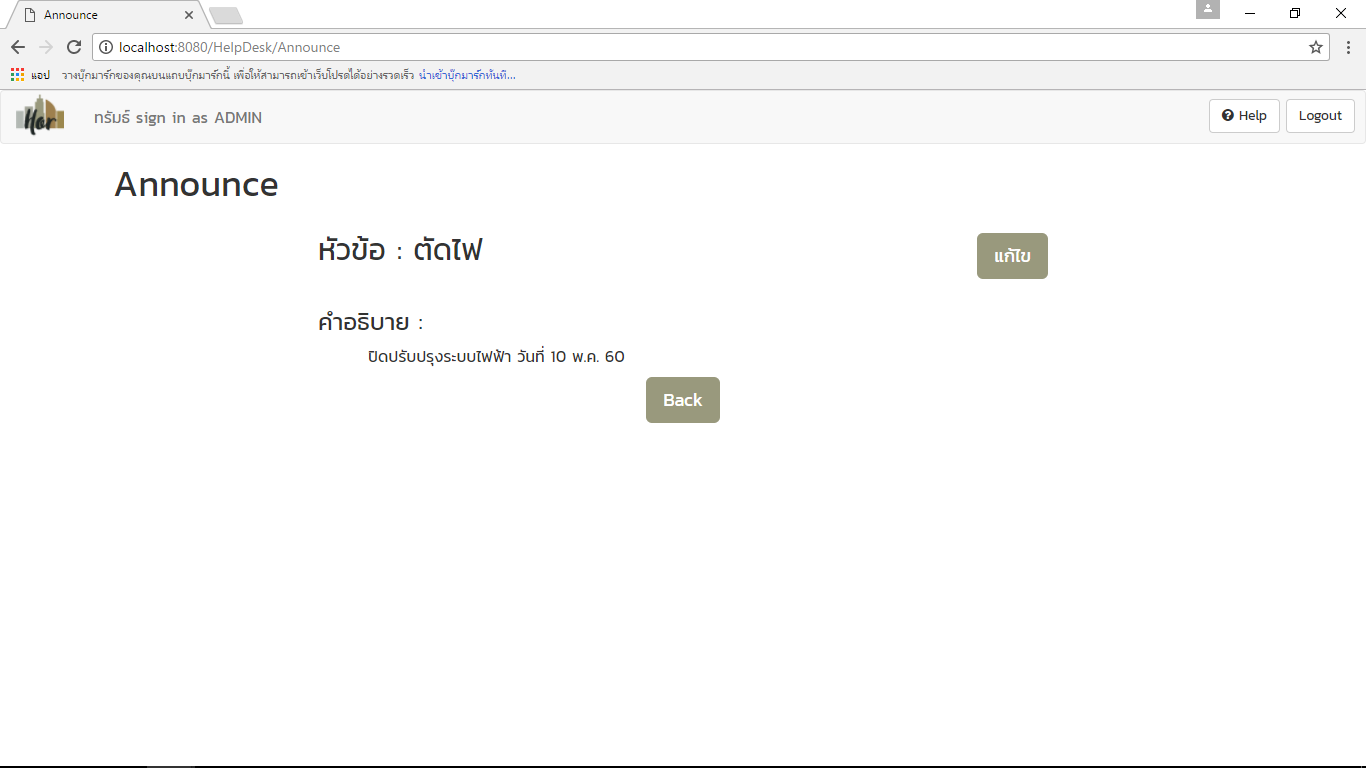 Announce
localhost:8080/HelpDesk/Announce
แอป วางบุ๊กมาร์กของคุณบนแถบบุ๊กมาร์กนี้ เพื่อให้สามารถเข้าเว็บโปรดได้อย่างรวดเร็ว นำเข้าบุ๊กมาร์กทันที...
Hor ทรัมธ์ sign in as ADMIN Help Logout
Announce
หัวข้อ : ตัดไฟ แก้ไข
คำอธิบาย :
ปิดปรับปรุงระบบไฟฟ้า วันที่ 10 พ.ค. 60
Back